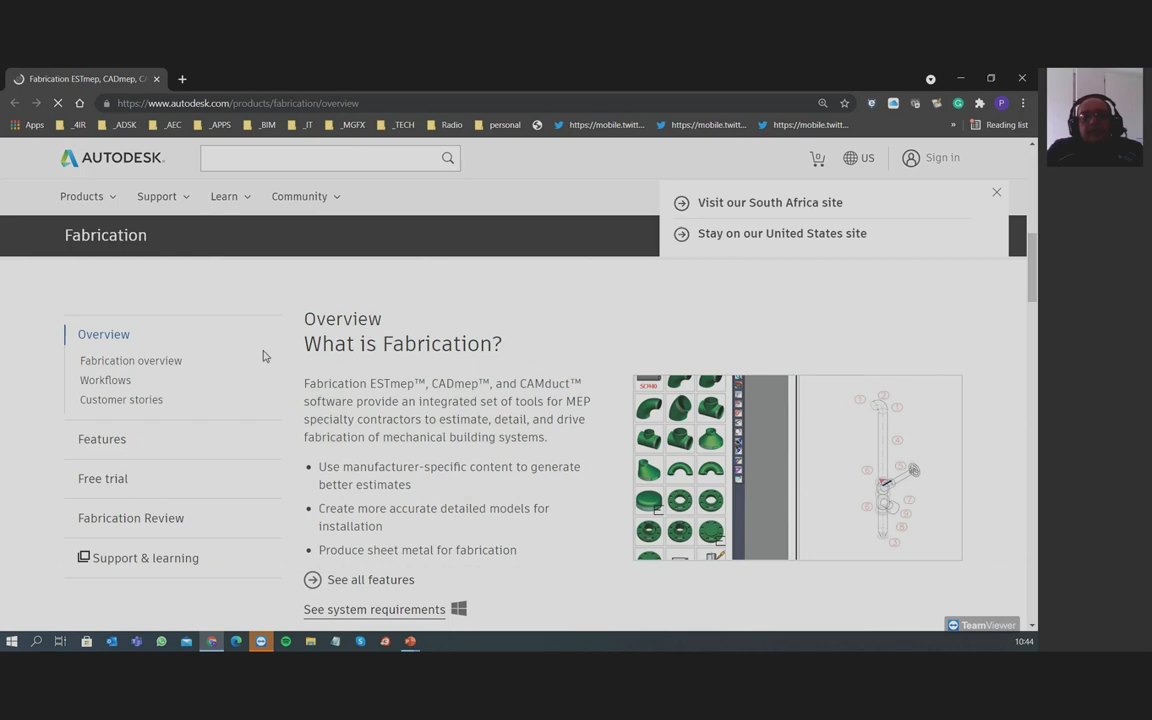 Fabrication ESTmep, CADmep, C
https://www.autodesk.com/products/fabrication/overview
Apps _4IR _ADSK _AEC _APPS _BIM _IT _MGFX _TECH Radio personal https://mobile.twitt... https://mobile.twitt... https://mobile.twitt... » Reading list
AUTODESK 0 US Sign in
Products Support Learn Community
Visit our South Africa site
Stay on our United States site
Fabrication
Overview
Fabrication overview
Workflows
Customer stories
Features
Free trial
Fabrication Review
Support & learning
Overview
What is Fabrication?
Fabrication ESTmep™, CADmep™, and CAMduct™
software provide an integrated set of tools for MEP
specialty contractors to estimate, detail, and drive
fabrication of mechanical building systems.
• Use manufacturer-specific content to generate
better estimates
• Create more accurate detailed models for
installation
• Produce sheet metal for fabrication
See all features
See system requirements
TeamViewer
10:44